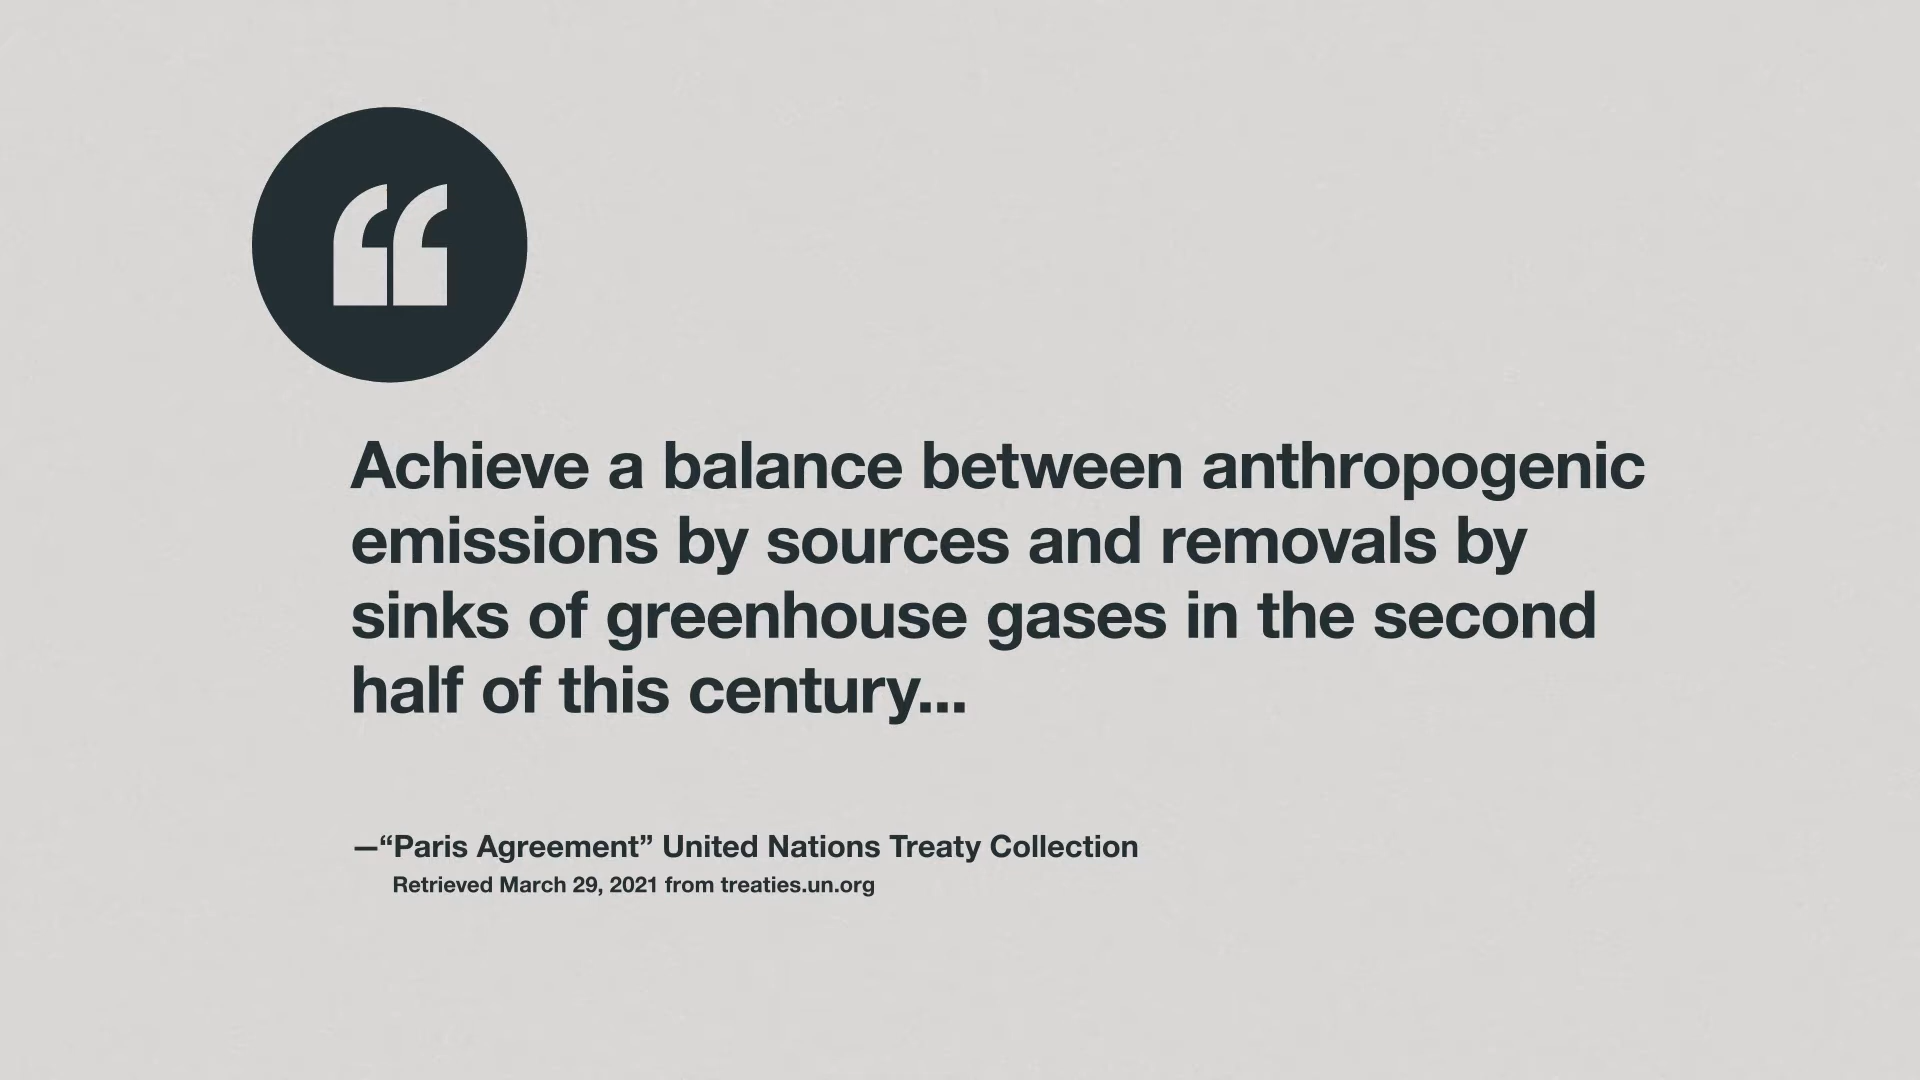 “
Achieve a balance between anthropogenic
emissions by sources and removals by
sinks of greenhouse gases in the second
half of this century...
—“Paris Agreement” United Nations Treaty Collection
Retrieved March 29, 2021 from treaties.un.org